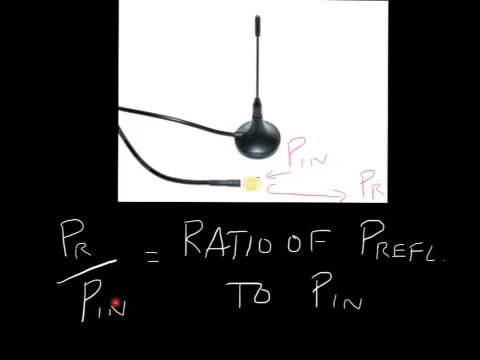 PIN
PR
PR / PIN = RATIO OF PREFL.
TO PIN